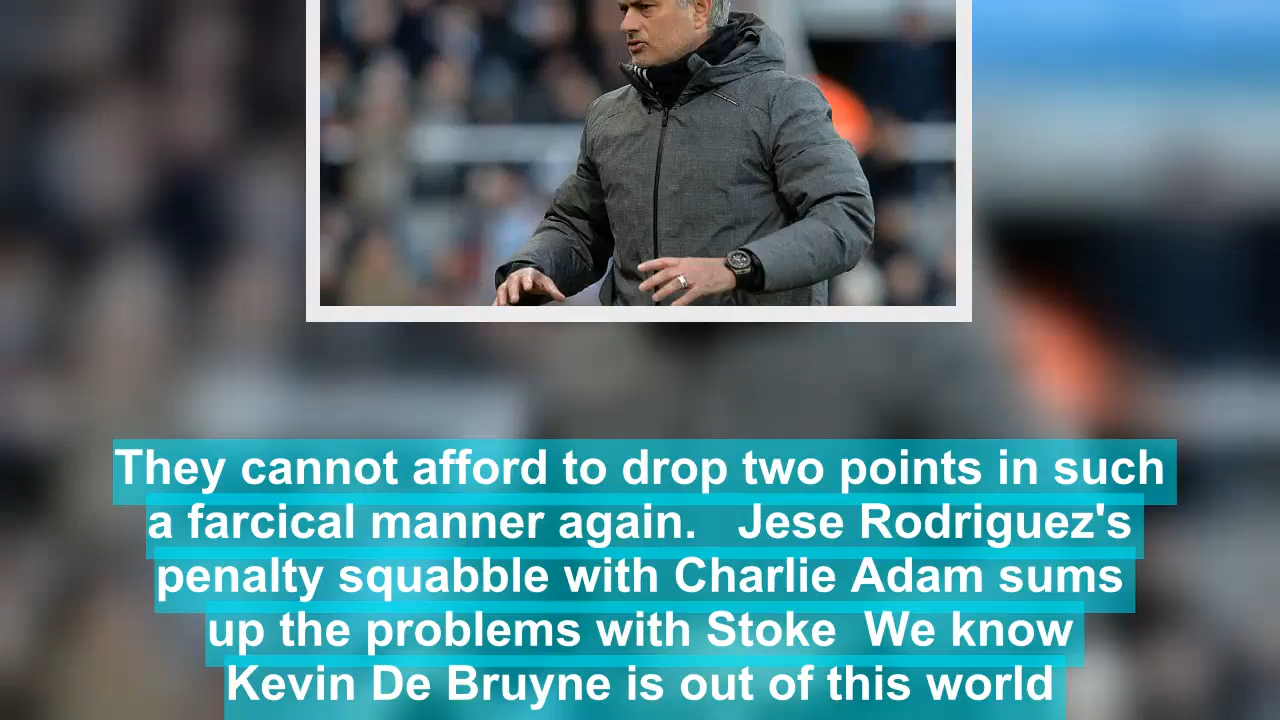 They cannot afford to drop two points in such
a farcical manner again.   Jese Rodriguez's
penalty squabble with Charlie Adam sums
up the problems with Stoke  We know
Kevin De Bruyne is out of this world